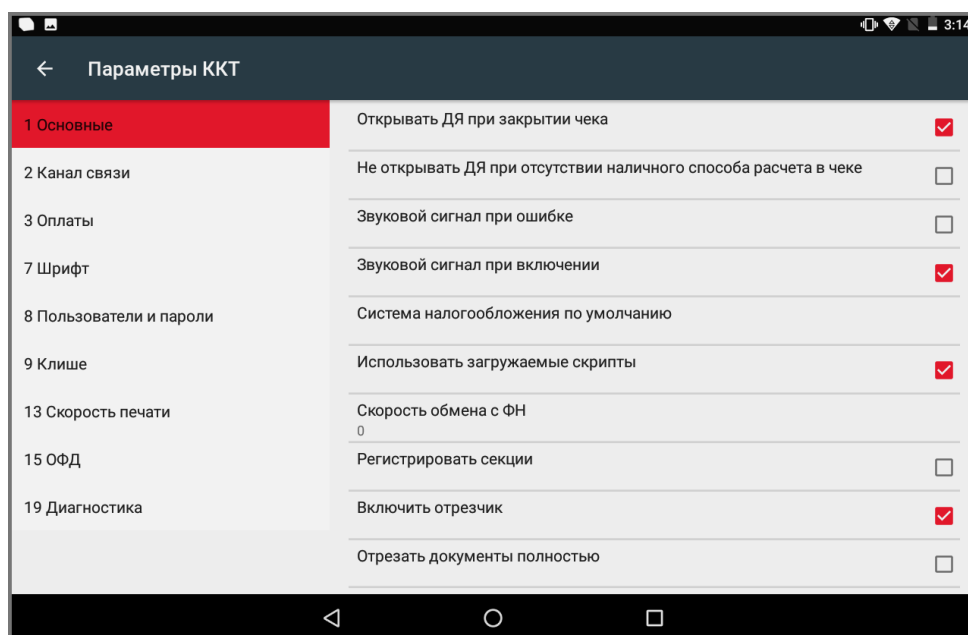 3:14
Параметры ККТ
1 Основные
2 Канал связи
3 Оплаты
7 Шрифт
8 Пользователи и пароли
9 Клише
13 Скорость печати
15 ОФД
19 Диагностика
Открывать ДЯ при закрытии чека
Не открывать ДЯ при отсутствии наличного способа расчета в чеке
Звуковой сигнал при ошибке
Звуковой сигнал при включении
Система налогообложения по умолчанию
Использовать загружаемые скрипты
Скорость обмена с ФН
0
Регистрировать секции
Включить отрезчик
Отрезать документы полностью